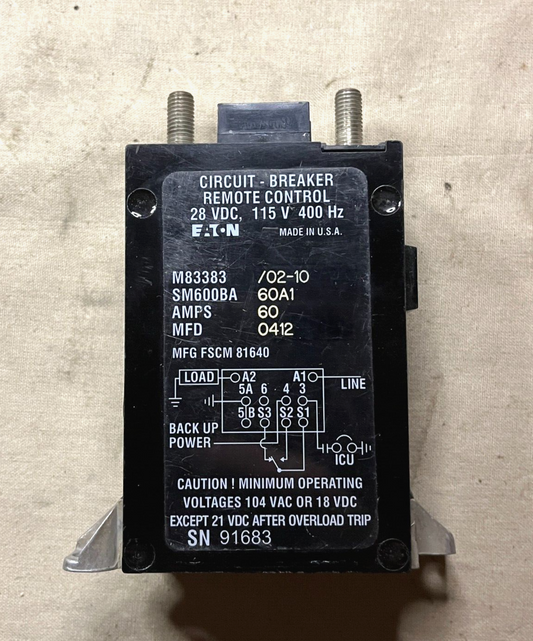 CIRCUIT - BREAKER
REMOTE CONTROL
28 VDC, 115 V 400 Hz
EATON MADE IN U.S.A.
M83383 /02-10
SM600BA 60A1
AMPS 60
MFD 0412
MFG FSCM 81640
LOAD A2 A1 LINE
5A 6 4 3
5B S3 S2 S1
BACK UP
POWER
ICU
CAUTION ! MINIMUM OPERATING
VOLTAGES 104 VAC OR 18 VDC
EXCEPT 21 VDC AFTER OVERLOAD TRIP
SN 91683